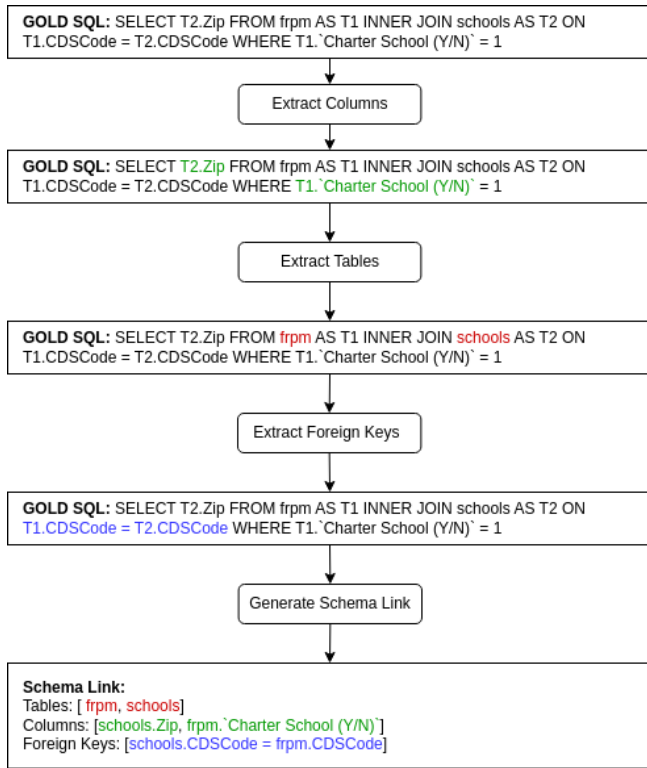 GOLD SQL: SELECT T2.Zip FROM frpm AS T1 INNER JOIN schools AS T2 ON
T1.CDSCode = T2.CDSCode WHERE T1.`Charter School (Y/N)` = 1
Extract Columns
GOLD SQL: SELECT T2.Zip FROM frpm AS T1 INNER JOIN schools AS T2 ON
T1.CDSCode = T2.CDSCode WHERE T1.`Charter School (Y/N)` = 1
Extract Tables
GOLD SQL: SELECT T2.Zip FROM frpm AS T1 INNER JOIN schools AS T2 ON
T1.CDSCode = T2.CDSCode WHERE T1.`Charter School (Y/N)` = 1
Extract Foreign Keys
GOLD SQL: SELECT T2.Zip FROM frpm AS T1 INNER JOIN schools AS T2 ON
T1.CDSCode = T2.CDSCode WHERE T1.`Charter School (Y/N)` = 1
Generate Schema Link
Schema Link:
Tables: [ frpm, schools]
Columns: [schools.Zip, frpm.`Charter School (Y/N)`]
Foreign Keys: [schools.CDSCode = frpm.CDSCode]